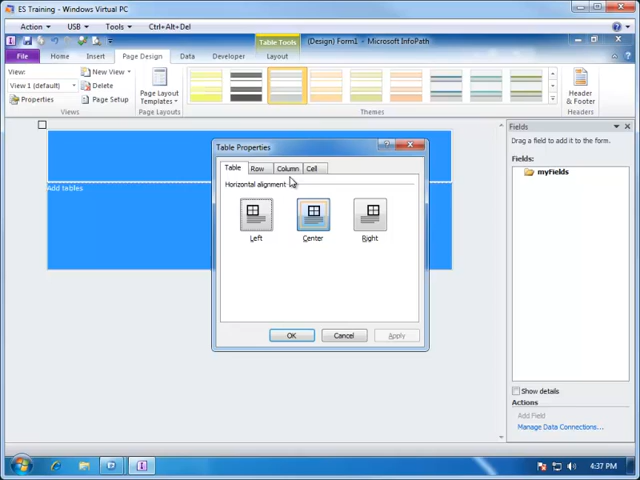 ES Training - Windows Virtual PC
Action USB Tools Ctrl+Alt+Del
Table Tools
(Design) Form1 - Microsoft InfoPath
File Home Insert Page Design Data Developer Layout
View:
View 1 (default)
Properties
New View
Delete
Page Setup
Views
Page Layout
Templates
Page Layouts
Themes
Header
& Footer
Add tables
Table Properties
Table Row Column Cell
Horizontal alignment
Left Center Right
OK Cancel Apply
Fields
Drag a field to add it to the form.
Fields:
myFields
Show details
Actions
Add Field
Manage Data Connections...
4:37 PM